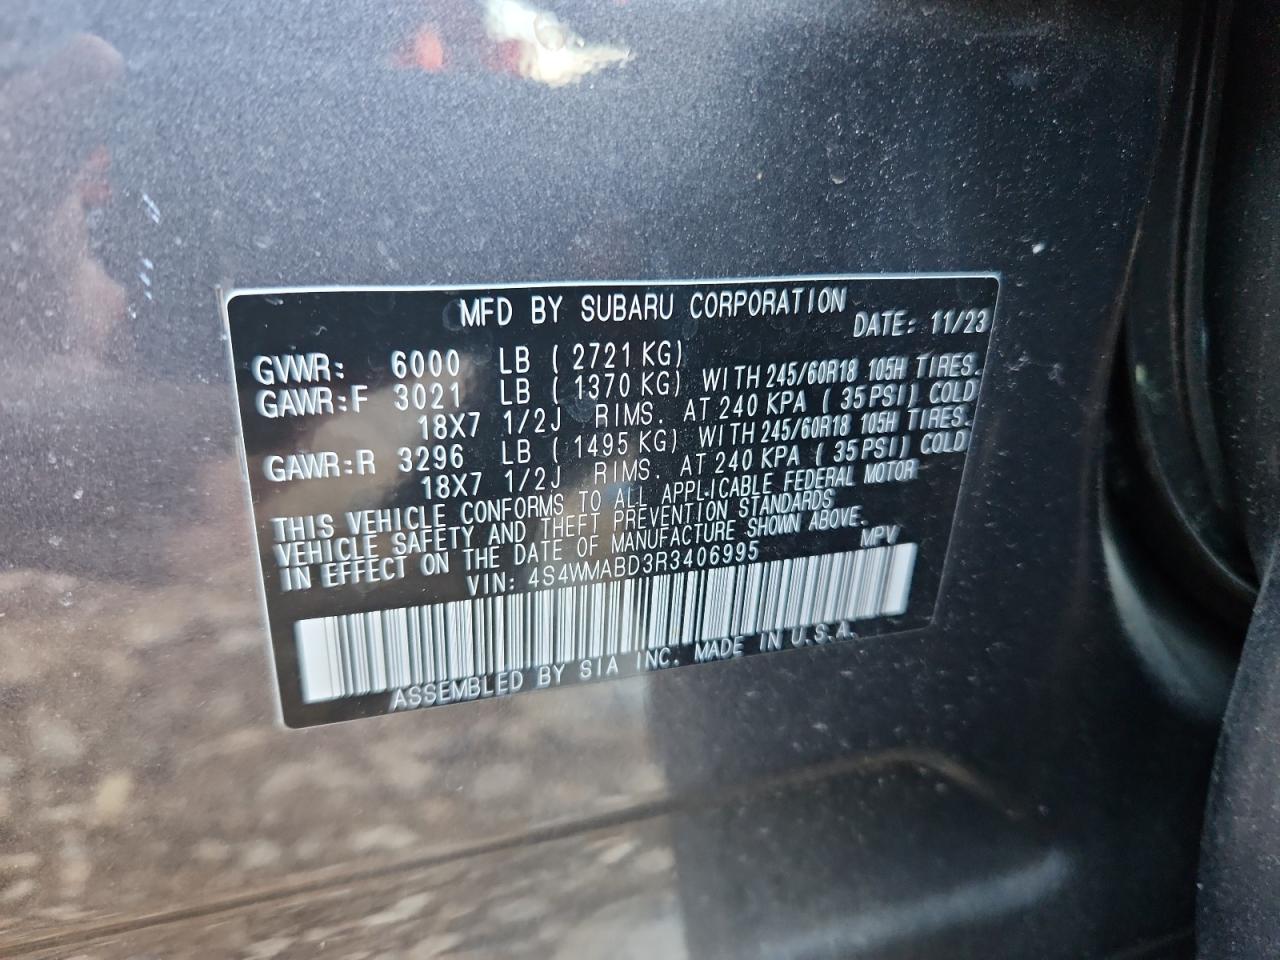 MFD BY SUBARU CORPORATION
DATE: 11/23
GVWR: 6000 LB ( 2721 KG)
GAWR:F 3021 LB ( 1370 KG) WITH 245/60R18 105H TIRES.
18X7 1/2J RIMS. AT 240 KPA ( 35 PSI) COLD
GAWR:R 3296 LB ( 1495 KG) WITH 245/60R18 105H TIRES.
18X7 1/2J RIMS. AT 240 KPA ( 35 PSI) COLD
THIS VEHICLE CONFORMS TO ALL APPLICABLE FEDERAL MOTOR
VEHICLE SAFETY AND THEFT PREVENTION STANDARDS
IN EFFECT ON THE DATE OF MANUFACTURE SHOWN ABOVE.
VIN: 4S4WMABD3R3406995 MPV
ASSEMBLED BY SIA INC. MADE IN U.S.A.